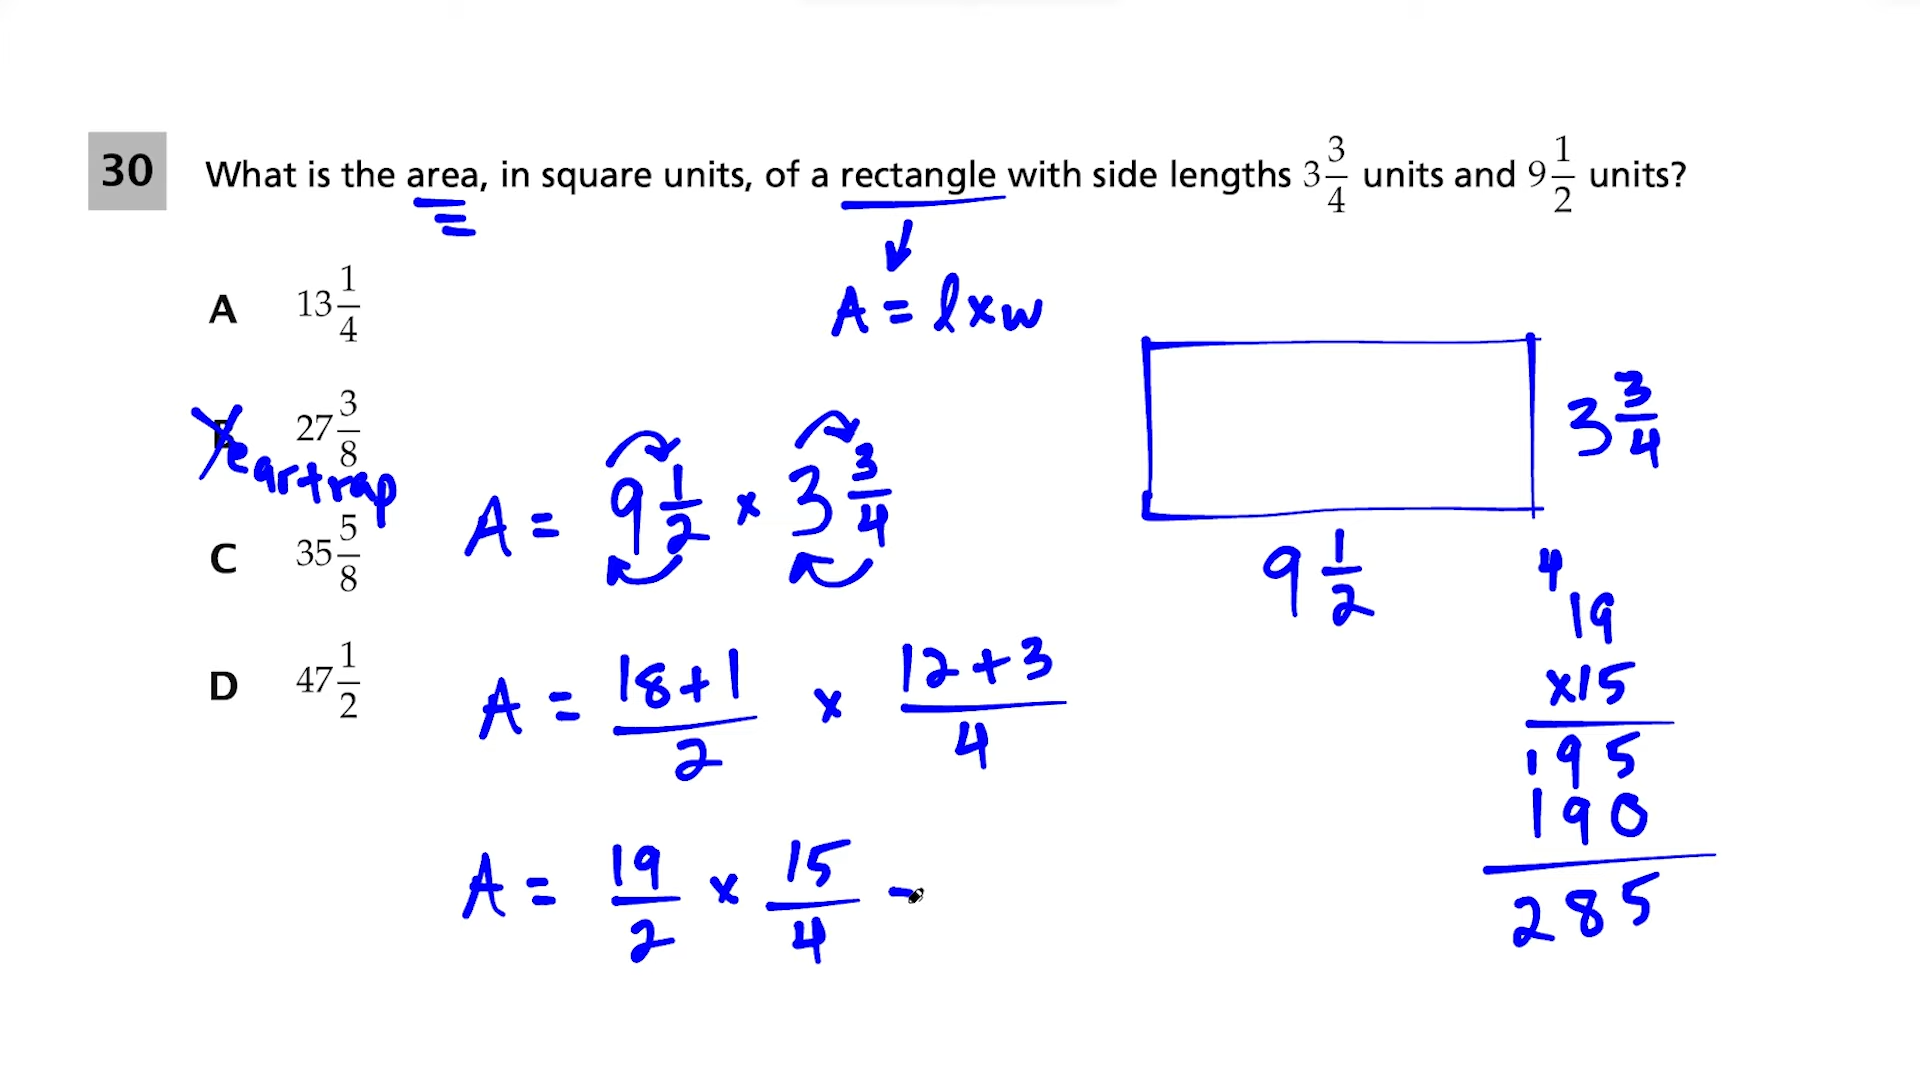 30 What is the area, in square units, of a rectangle with side lengths 3 3/4 units and 9 1/2 units?
A = l x w
A 13 1/4
27 3/8
eartrap
C 35 5/8
D 47 1/2
A = 9 1/2 x 3 3/4
A = 18+1/2 x 12+3/4
A = 19/2 x 15/4
3 3/4
9 1/2
4
19
x15
195
190
285